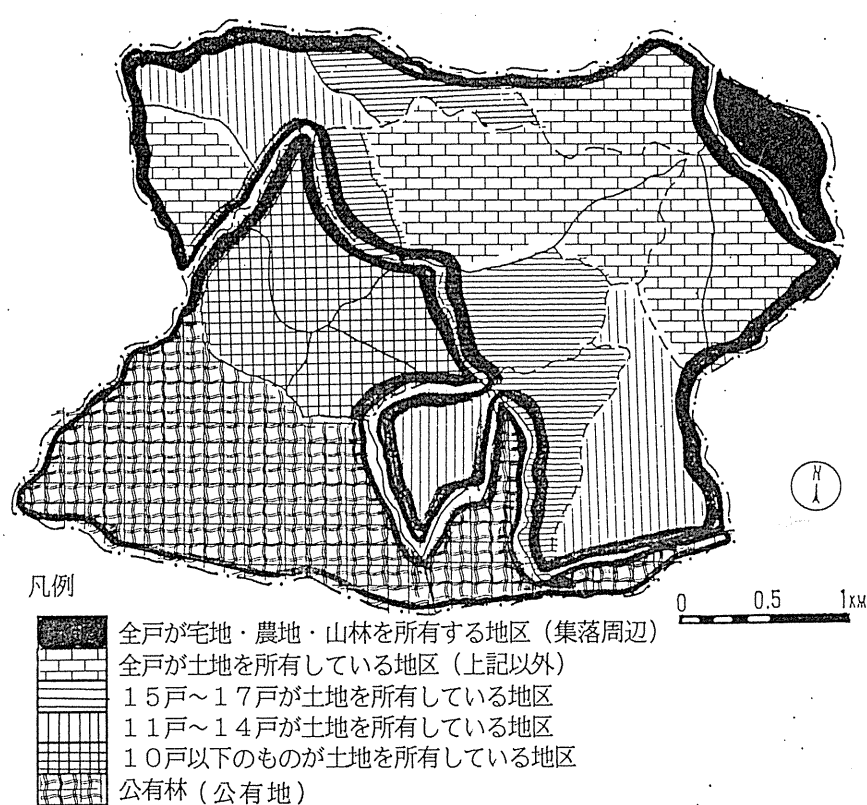 N
0 0.5 1KM
凡例
全戸が宅地・農地・山林を所有する地区（集落周辺）
全戸が土地を所有している地区（上記以外）
１５戸～１７戸が土地を所有している地区
１１戸～１４戸が土地を所有している地区
１０戸以下のものが土地を所有している地区
公有林（公有地）